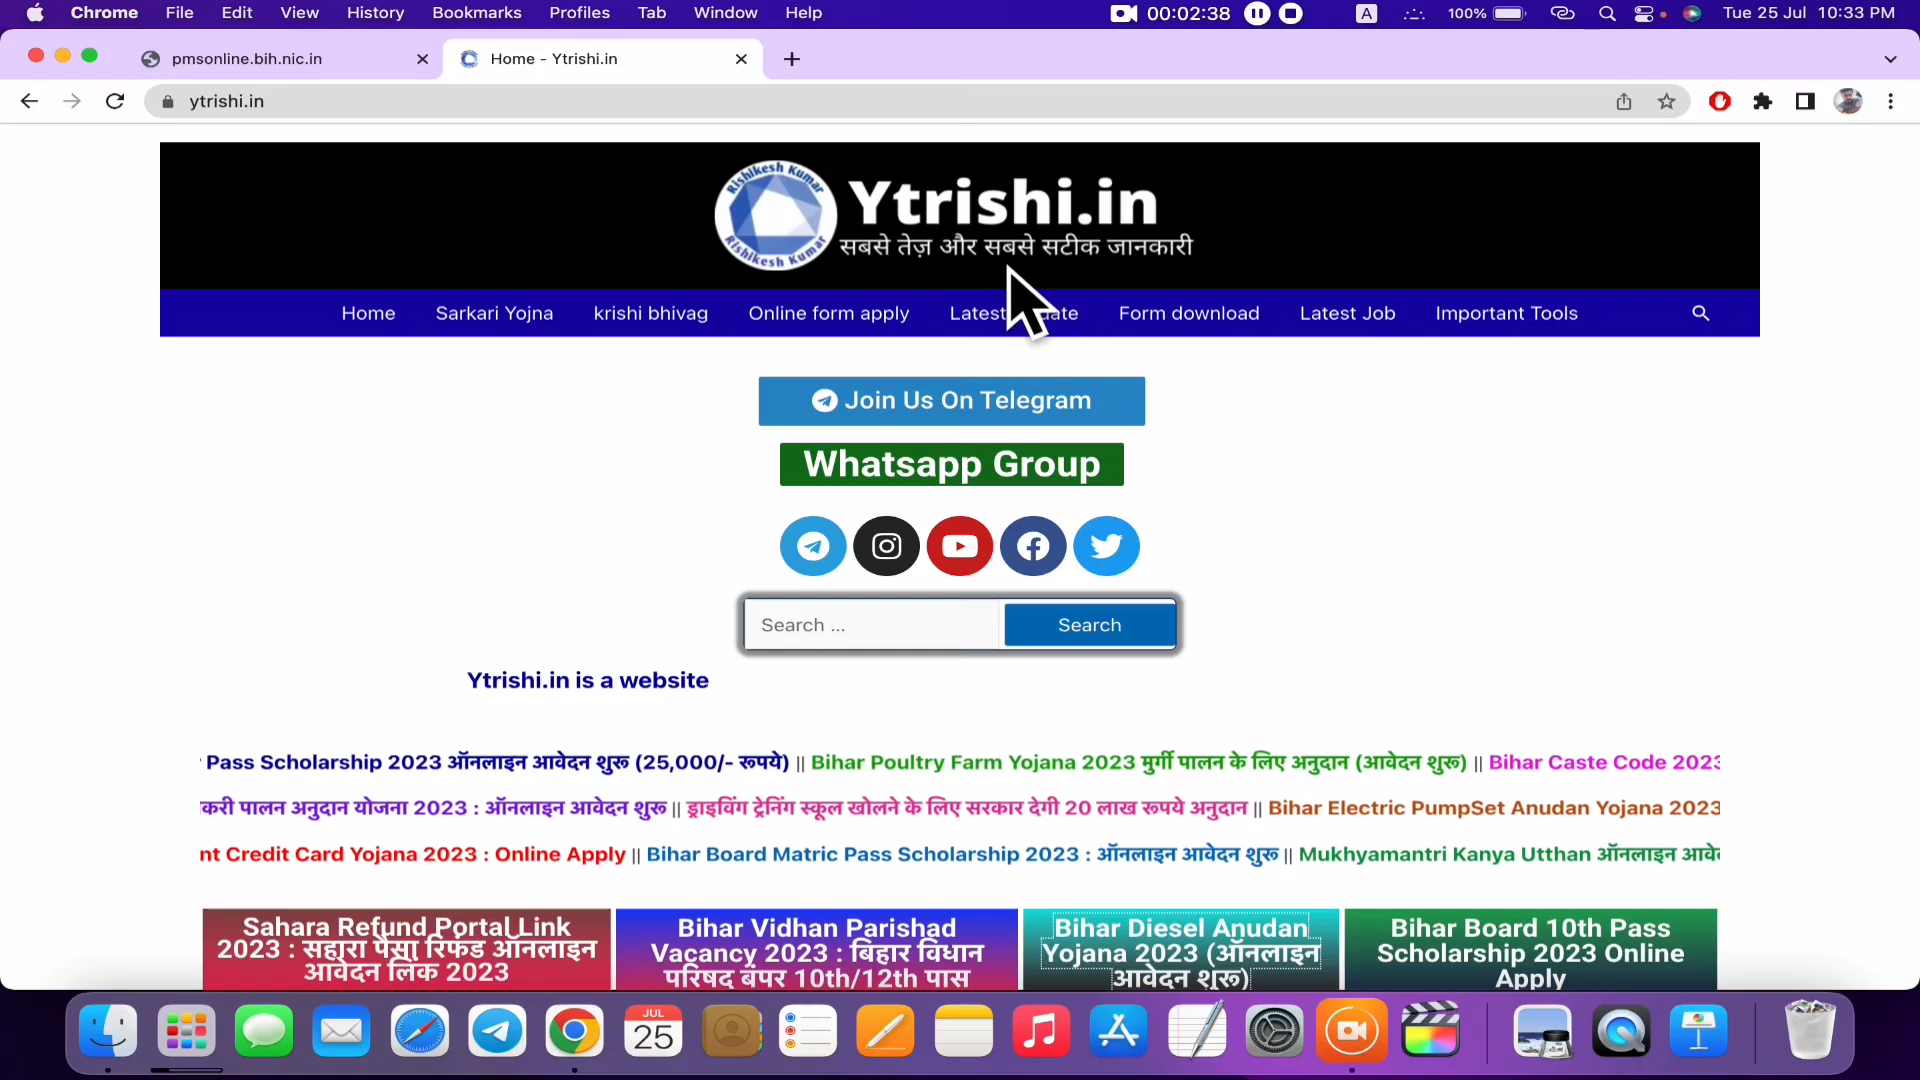 Chrome File Edit View History Bookmarks Profiles Tab Window Help 00:02:38 A 100% Tue 25 Jul 10:33 PM
pmsonline.bih.nic.in Home - Ytrishi.in
ytrishi.in
Rishikesh Kumar
Rishikesh Kumar
Ytrishi.in
सबसे तेज़ और सबसे सटीक जानकारी
Home Sarkari Yojna krishi bhivag Online form apply Latest Form download Latest Job Important Tools
Join Us On Telegram
Whatsapp Group
Search ... Search
Ytrishi.in is a website
Pass Scholarship 2023 ऑनलाइन आवेदन शुरू (25,000/- रूपये) || Bihar Poultry Farm Yojana 2023 मुर्गी पालन के लिए अनुदान (आवेदन शुरू) || Bihar Caste Code 2023
करी पालन अनुदान योजना 2023 : ऑनलाइन आवेदन शुरू || ड्राइविंग ट्रेनिंग स्कूल खोलने के लिए सरकार देगी 20 लाख रूपये अनुदान || Bihar Electric PumpSet Anudan Yojana 2023
nt Credit Card Yojana 2023 : Online Apply || Bihar Board Matric Pass Scholarship 2023 : ऑनलाइन आवेदन शुरू || Mukhyamantri Kanya Utthan ऑनलाइन आवे
Sahara Refund Portal Link
2023 : सहारा पैसा रिफंड ऑनलाइन
आवेदन लिंक 2023
Bihar Vidhan Parishad
Vacancy 2023 : बिहार विधान
परिषद बंपर 10th/12th पास
Bihar Diesel Anudan
Yojana 2023 (ऑनलाइन
आवेदन शुरू)
Bihar Board 10th Pass
Scholarship 2023 Online
Apply
JUL
25